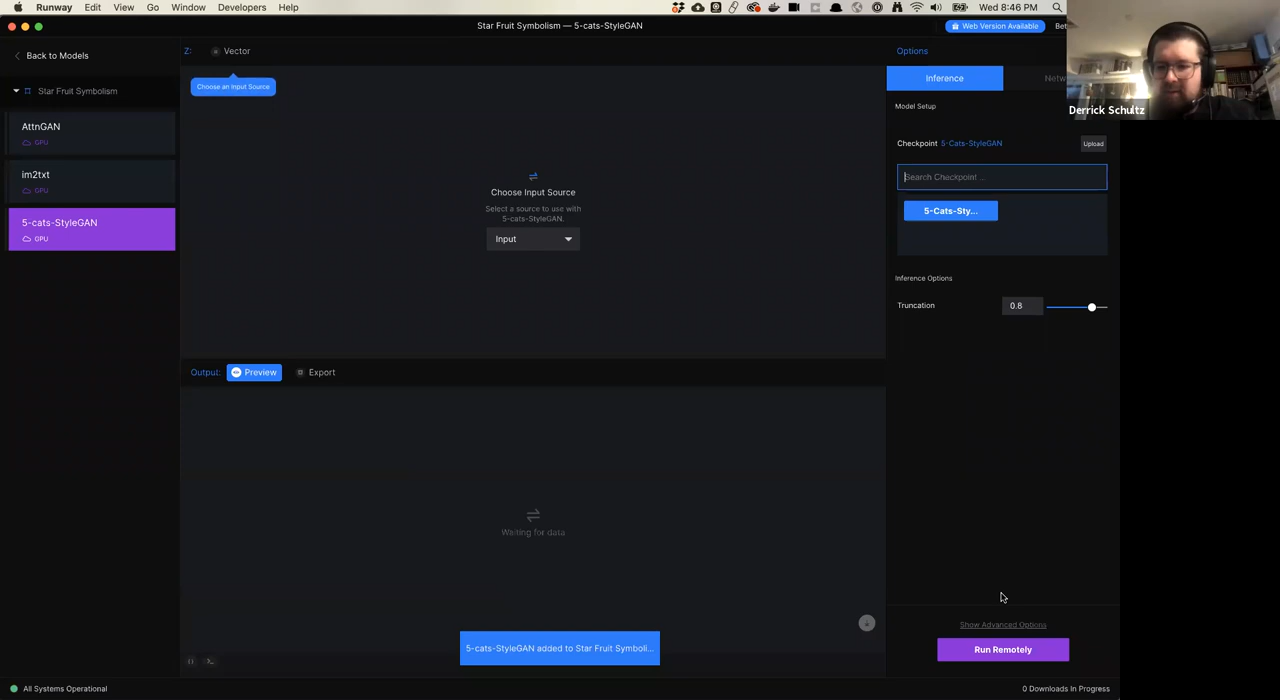 Runway File Edit View Go Window Developers Help Wed 8:46 PM
Star Fruit Symbolism — 5-cats-StyleGAN
Web Version Available
Bet
Back to Models
Star Fruit Symbolism
AttnGAN
GPU
im2txt
GPU
5-cats-StyleGAN
GPU
Z: Vector
Choose an Input Source
Choose Input Source
Select a source to use with
5-cats-StyleGAN.
Input
Output: Preview Export
Waiting for data
5-cats-StyleGAN added to Star Fruit Symboli...
Options
Inference
Netw
Model Setup
Checkpoint 5-Cats-StyleGAN Upload
Search Checkpoint ...
5-Cats-Sty...
Inference Options
Truncation 0.8
Show Advanced Options
Run Remotely
Derrick Schultz
All Systems Operational
0 Downloads In Progress